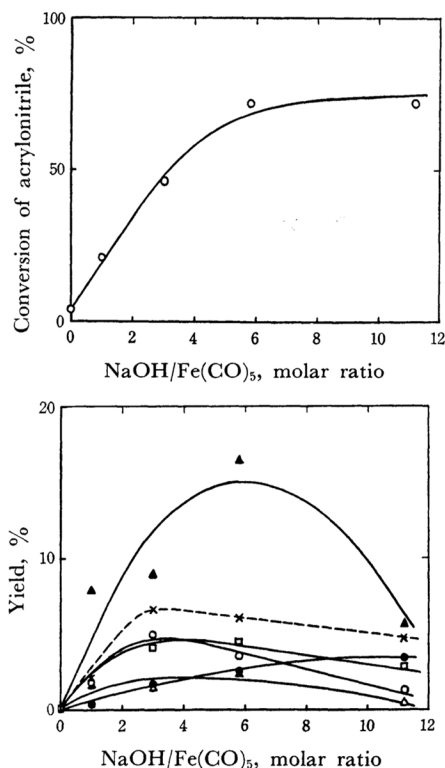 100
50
0
Conversion of acrylonitrile, %
0 2 4 6 8 10 12
NaOH/Fe(CO)₅, molar ratio
20
10
0
Yield, %
0 2 4 6 8 10 12
NaOH/Fe(CO)₅, molar ratio